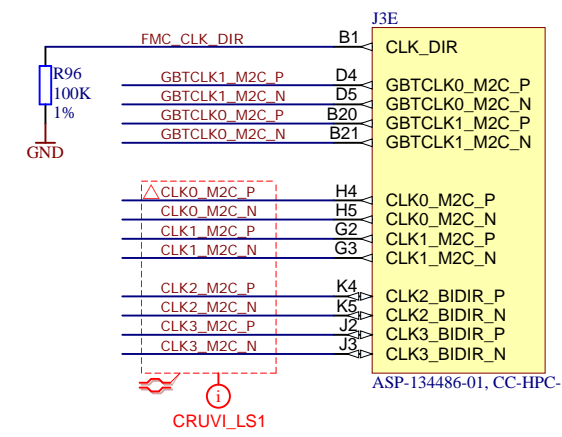 J3E
FMC_CLK_DIR B1 CLK_DIR
R96
100K
1%
GND
GBTCLK1_M2C_P D4 GBTCLK0_M2C_P
GBTCLK1_M2C_N D5 GBTCLK0_M2C_N
GBTCLK0_M2C_P B20 GBTCLK1_M2C_P
GBTCLK0_M2C_N B21 GBTCLK1_M2C_N
CLK0_M2C_P H4 CLK0_M2C_P
CLK0_M2C_N H5 CLK0_M2C_N
CLK1_M2C_P G2 CLK1_M2C_P
CLK1_M2C_N G3 CLK1_M2C_N
CLK2_M2C_P K4 CLK2_BIDIR_P
CLK2_M2C_N K5 CLK2_BIDIR_N
CLK3_M2C_P J2 CLK3_BIDIR_P
CLK3_M2C_N J3 CLK3_BIDIR_N
ASP-134486-01, CC-HPC-
i
CRUVI_LS1